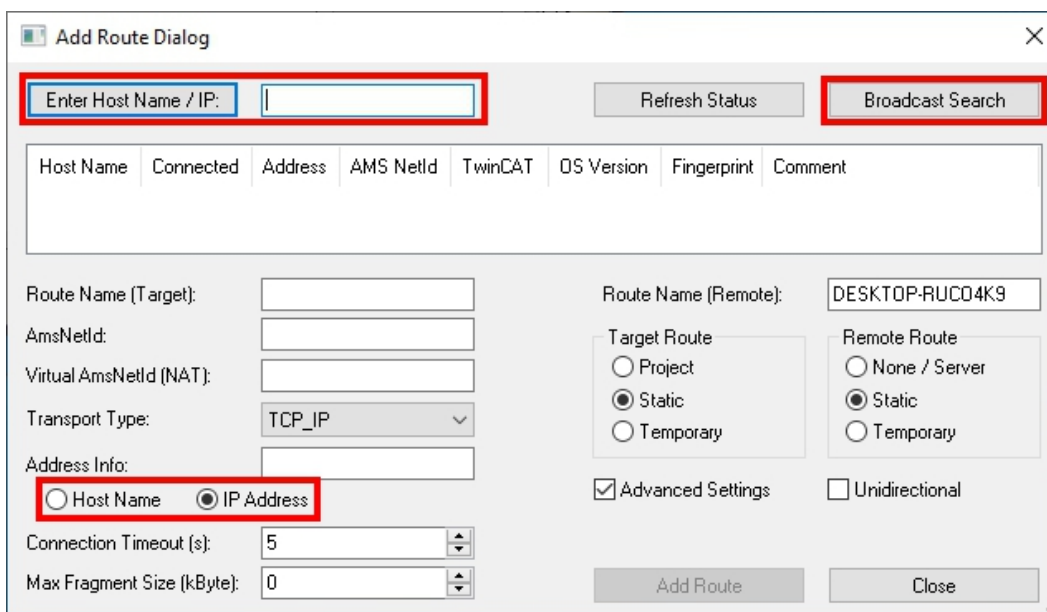 Add Route Dialog
Enter Host Name / IP: Refresh Status Broadcast Search
Host Name Connected Address AMS NetId TwinCAT OS Version Fingerprint Comment
Route Name (Target): Route Name (Remote): DESKTOP-RUCO4K9
AmsNetId: Target Route Remote Route
Virtual AmsNetId (NAT): Project None / Server
Transport Type: TCP_IP Static Static
Temporary Temporary
Address Info:
Host Name IP Address Advanced Settings Unidirectional
Connection Timeout (s): 5
Max Fragment Size (kByte): 0 Add Route Close